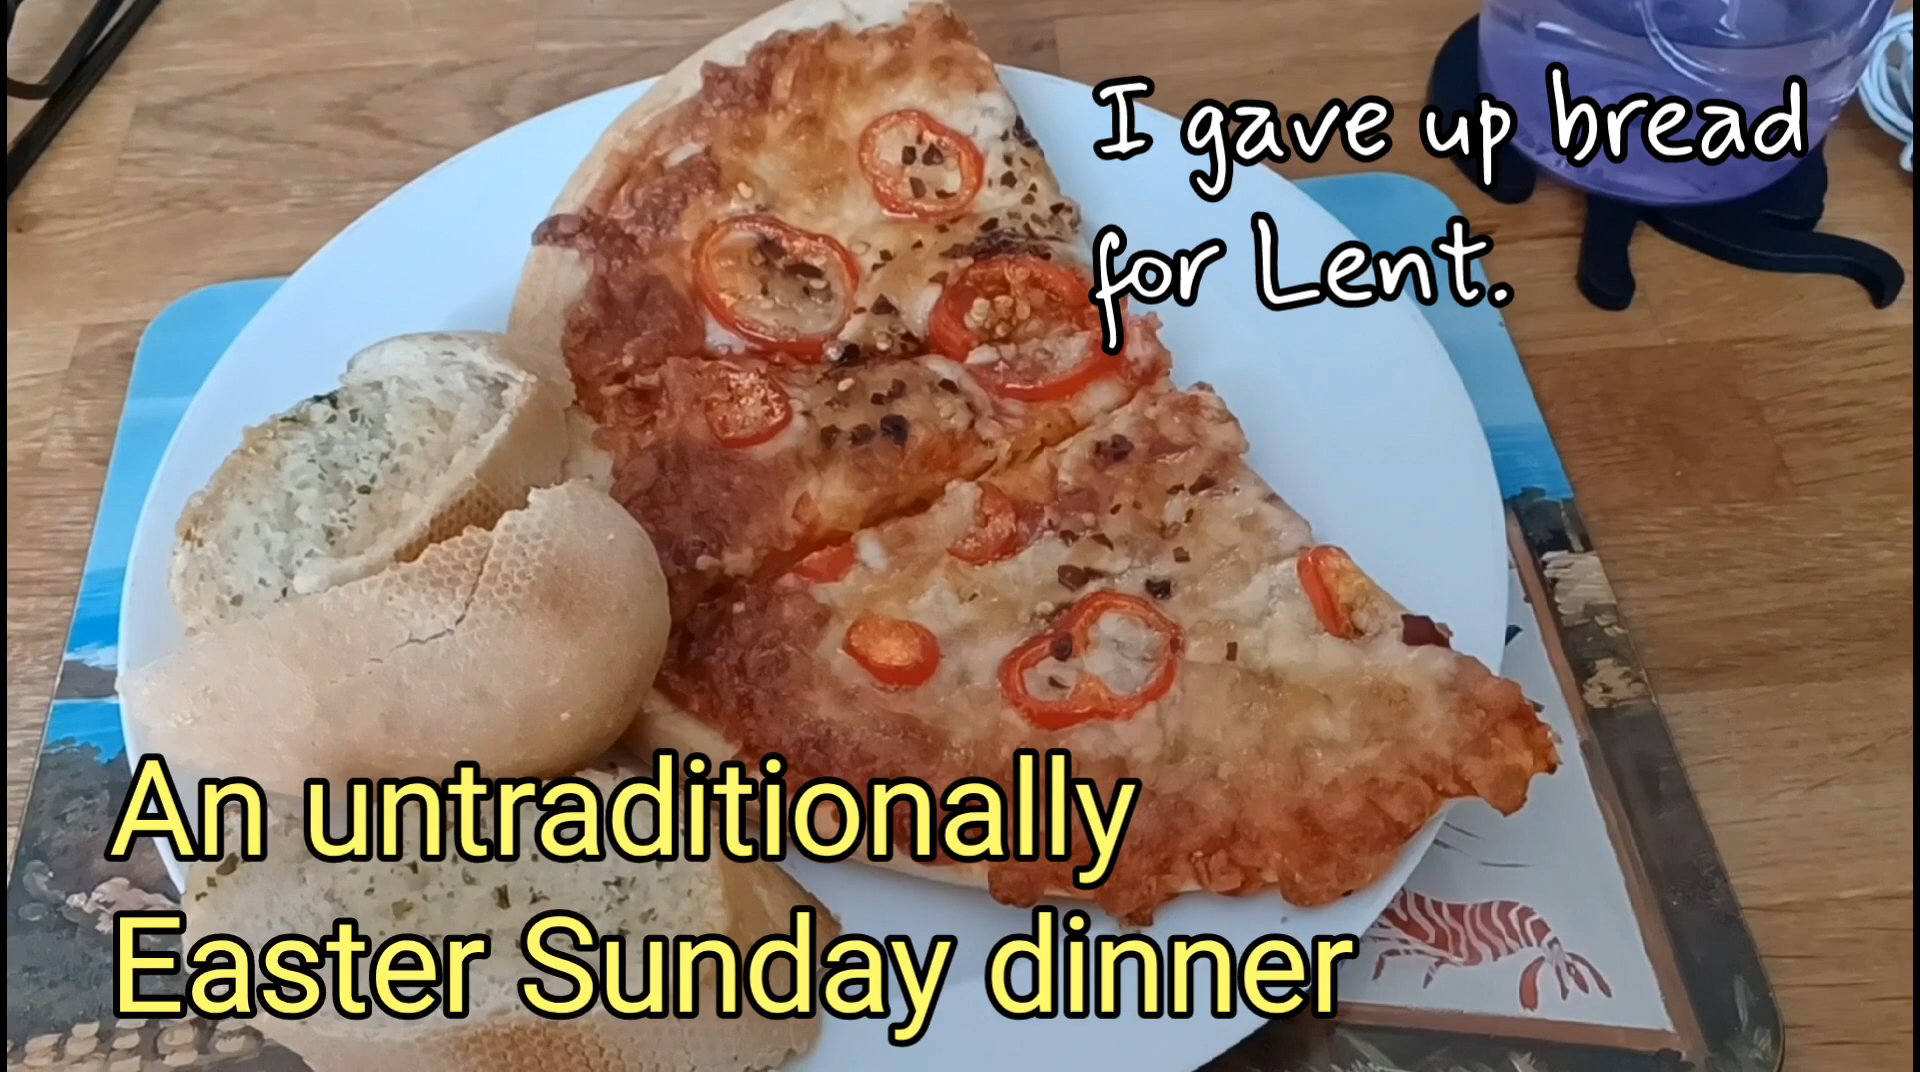 I gave up bread
for Lent.
An untraditionally
Easter Sunday dinner